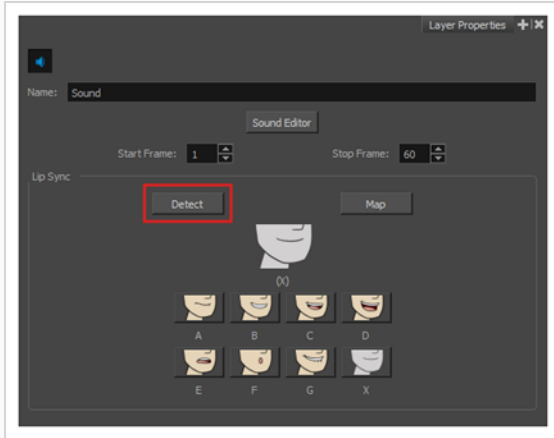 Layer Properties
Name: Sound
Sound Editor
Start Frame: 1 Stop Frame: 60
Lip Sync
Detect Map
(X)
A B C D
E F G X